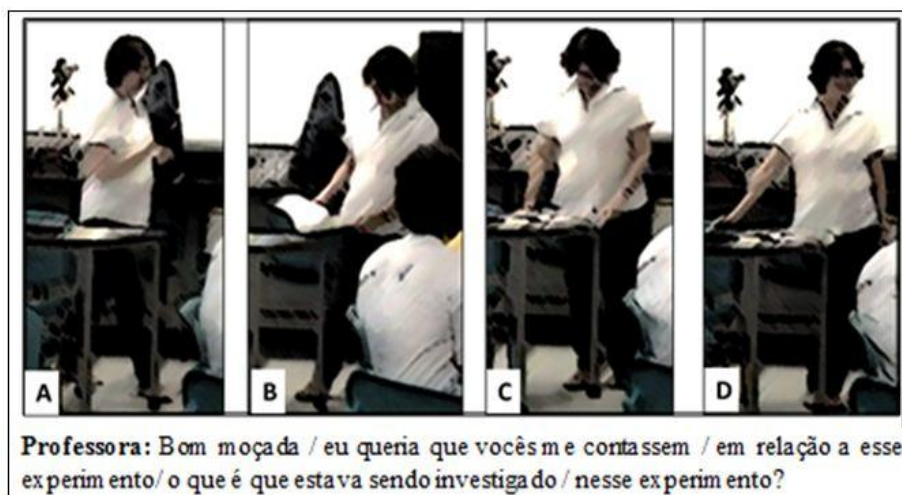 A B C D
Professora: Bom moçada / eu queria que vocês me contassem / em relação a esse
experimento/ o que é que estava sendo investigado / nesse experimento?